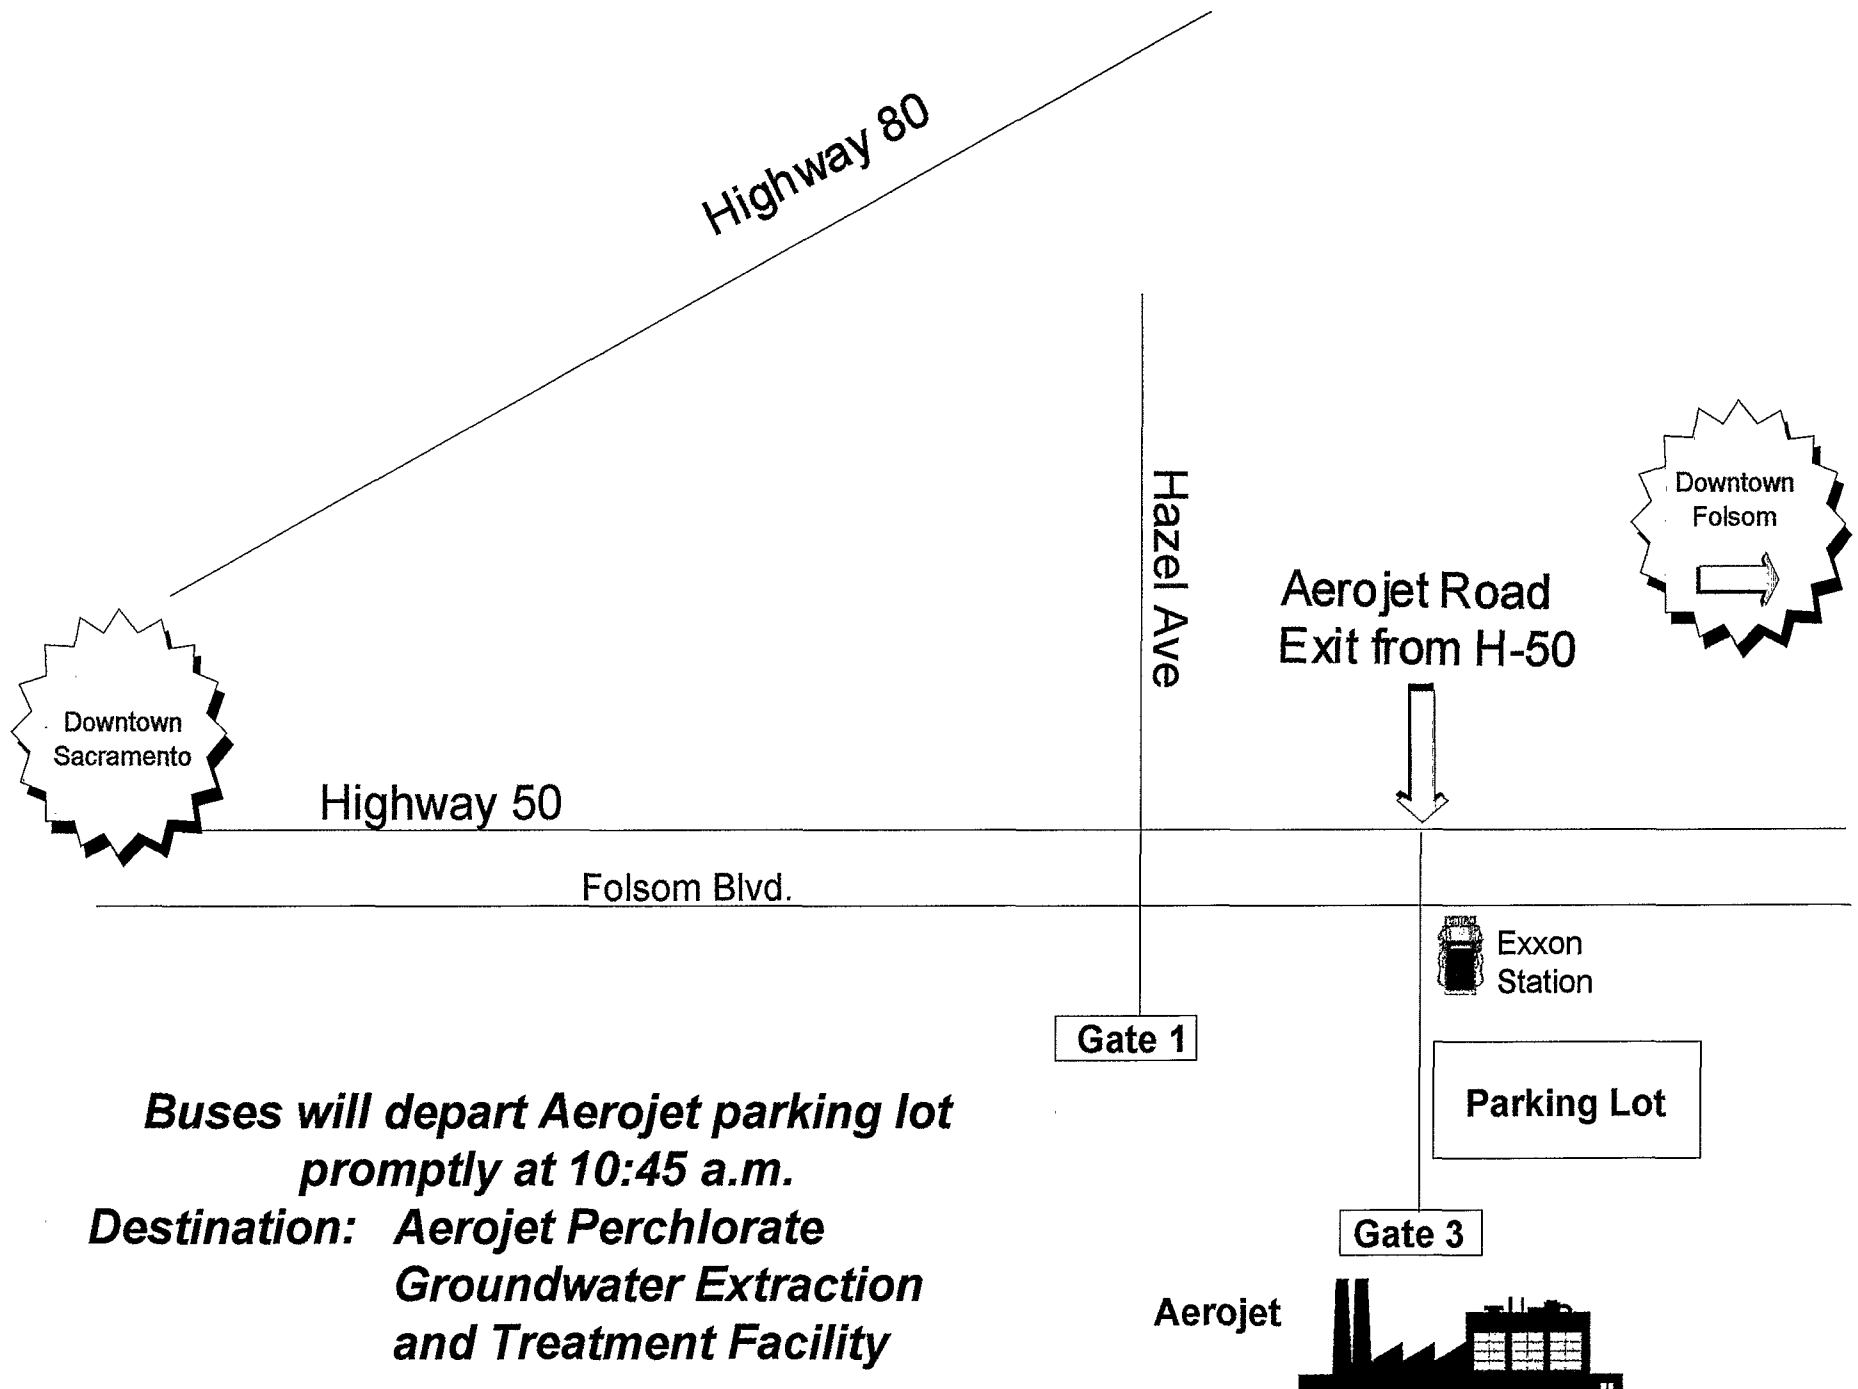 Highway 80
Hazel Ave
Downtown
Folsom
Aerojet Road
Exit from H-50
Downtown
Sacramento
Highway 50
Folsom Blvd.
Exxon
Station
Gate 1
Parking Lot
Buses will depart Aerojet parking lot
promptly at 10:45 a.m.
Destination: Aerojet Perchlorate
Groundwater Extraction
and Treatment Facility
Gate 3
Aerojet